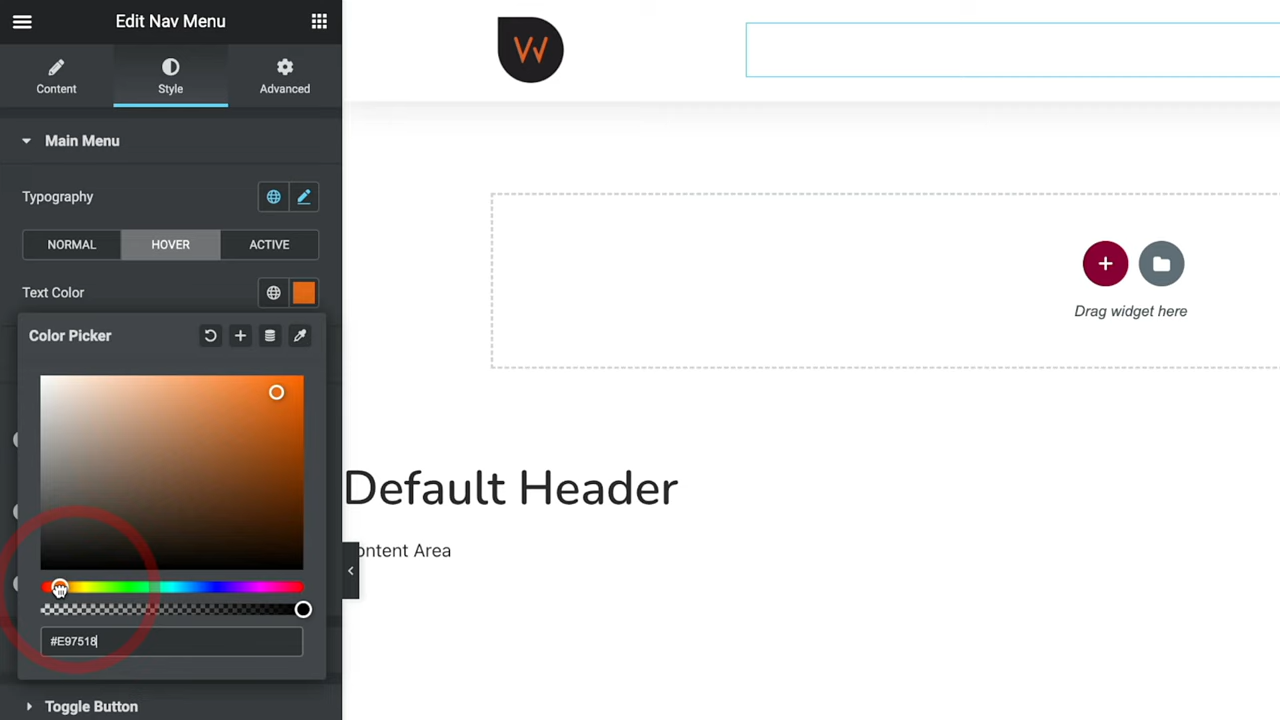 Edit Nav Menu
Content
Style
Advanced
Main Menu
Typography
NORMAL
HOVER
ACTIVE
Text Color
Color Picker
#E97518
Toggle Button
W
Drag widget here
Default Header
ontent Area